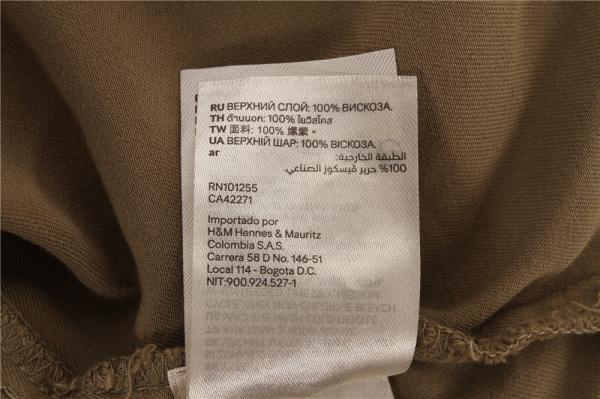 RU ВЕРХНИЙ СЛОЙ: 100% ВИСКОЗА.
TH ด้านนอก: 100% ใยวิสโคส
TW 面料: 100% 嫘縈。
UA ВЕРХНІЙ ШАР: 100% ВІСКОЗА.
ar
الطبقة الخارجية:
100% حرير ڤيسكوز الصناعي.
RN101255
CA42271
Importado por
H&M Hennes & Mauritz
Colombia S.A.S.
Carrera 58 D No. 146-51
Local 114 - Bogota D.C.
NIT:900.924.527-1